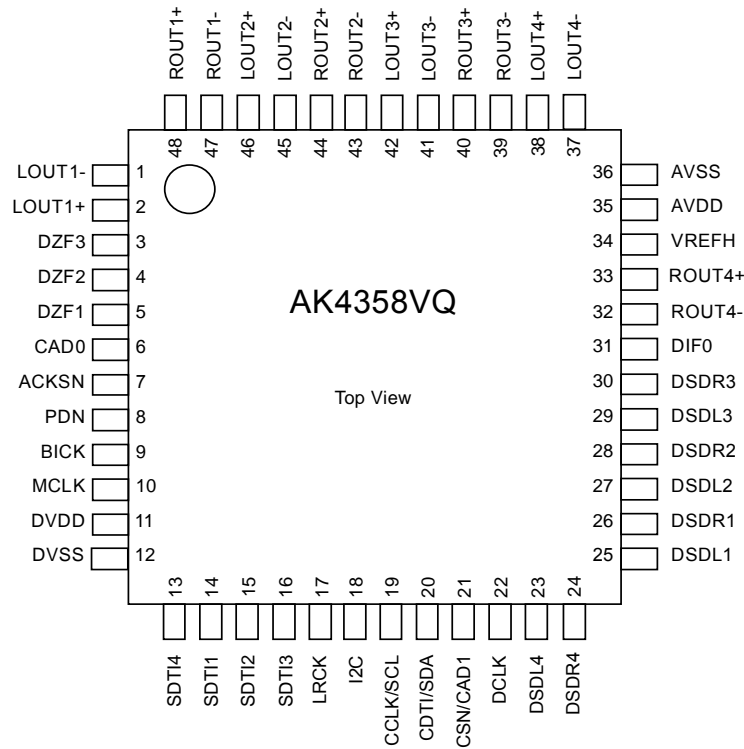 ROUT1+
ROUT1-
LOUT2+
LOUT2-
ROUT2+
ROUT2-
LOUT3+
LOUT3-
ROUT3+
ROUT3-
LOUT4+
LOUT4-
48
47
46
45
44
43
42
41
40
39
38
37
LOUT1- 1
LOUT1+ 2
DZF3 3
DZF2 4
DZF1 5
CAD0 6
ACKSN 7
PDN 8
BICK 9
MCLK 10
DVDD 11
DVSS 12
AK4358VQ
Top View
36 AVSS
35 AVDD
34 VREFH
33 ROUT4+
32 ROUT4-
31 DIF0
30 DSDR3
29 DSDL3
28 DSDR2
27 DSDL2
26 DSDR1
25 DSDL1
13
14
15
16
17
18
19
20
21
22
23
24
SDTI4
SDTI1
SDTI2
SDTI3
LRCK
I2C
CCLK/SCL
CDTI/SDA
CSN/CAD1
DCLK
DSDL4
DSDR4